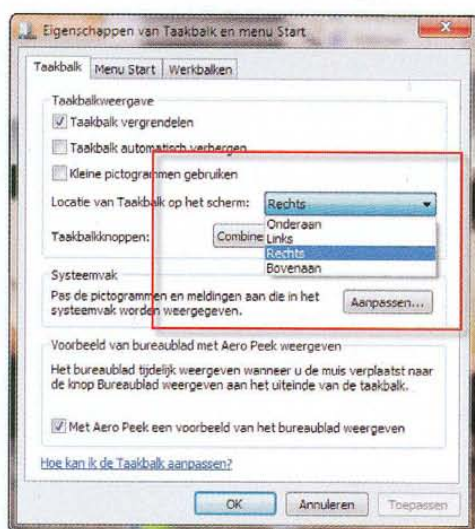 Eigenschappen van Taakbalk en menu Start
Taakbalk Menu Start Werkbalken
Taakbalkweergave
Taakbalk vergrendelen
Taakbalk automatisch verbergen
Kleine pictogrammen gebruiken
Locatie van Taakbalk op het scherm: Rechts
Onderaan
Taakbalkknoppen: Combine
Links
Rechts
Bovenaan
Systeemvak
Pas de pictogrammen en meldingen aan die in het
systeemvak worden weergegeven.
Aanpassen...
Voorbeeld van bureaublad met Aero Peek weergeven
Het bureaublad tijdelijk weergeven wanneer u de muis verplaatst naar
de knop Bureaublad weergeven aan het uiteinde van de taakbalk.
Met Aero Peek een voorbeeld van het bureaublad weergeven
Hoe kan ik de Taakbalk aanpassen?
OK Annuleren Toepassen